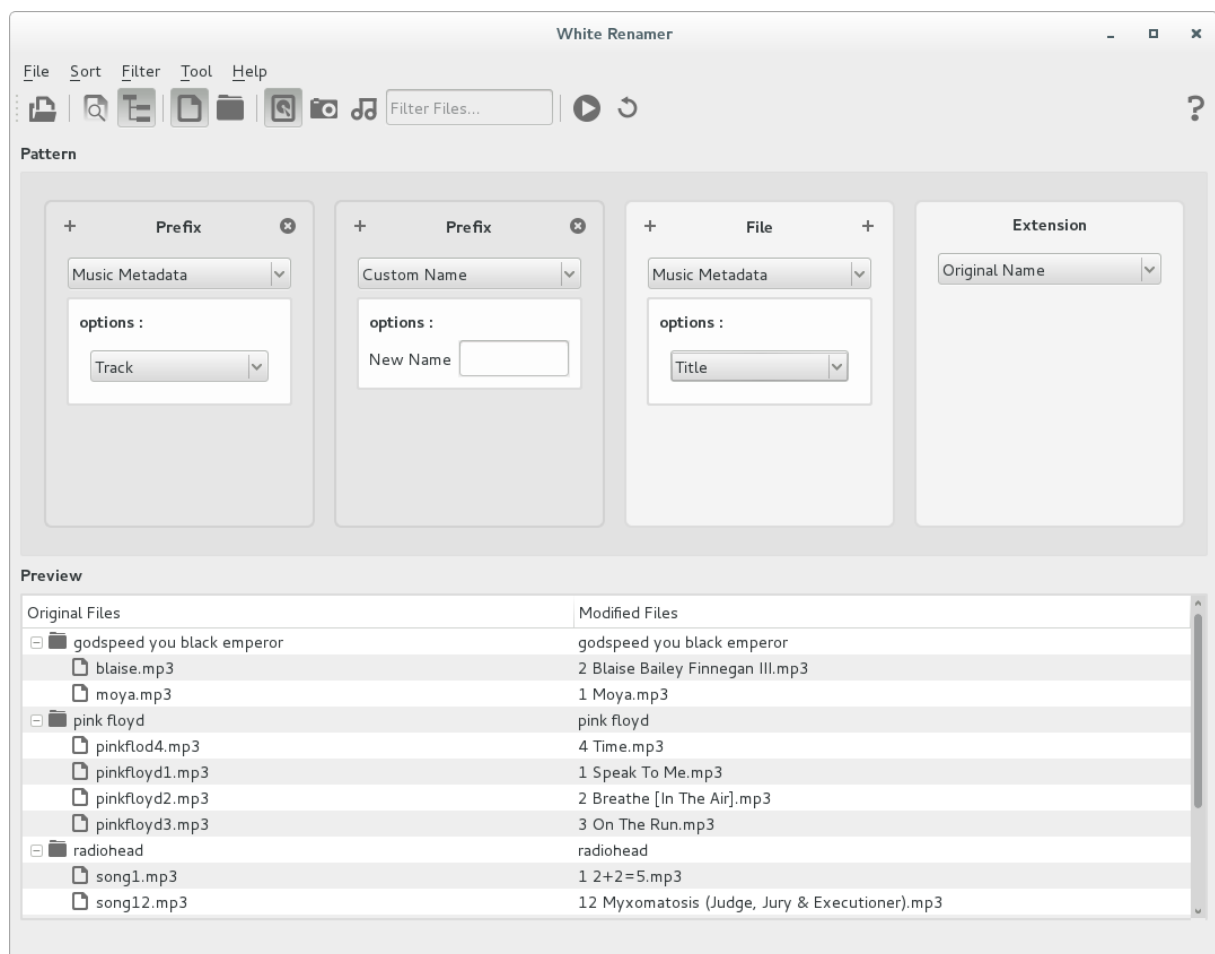 White Renamer
File Sort Filter Tool Help
Filter Files...
Pattern
Prefix
Music Metadata
options :
Track
Prefix
Custom Name
options :
New Name
File
Music Metadata
options :
Title
Extension
Original Name
Preview
Original Files Modified Files
godspeed you black emperor godspeed you black emperor
blaise.mp3 2 Blaise Bailey Finnegan III.mp3
moya.mp3 1 Moya.mp3
pink floyd pink floyd
pinkflod4.mp3 4 Time.mp3
pinkfloyd1.mp3 1 Speak To Me.mp3
pinkfloyd2.mp3 2 Breathe [In The Air].mp3
pinkfloyd3.mp3 3 On The Run.mp3
radiohead radiohead
song1.mp3 1 2+2=5.mp3
song12.mp3 12 Myxomatosis (Judge, Jury & Executioner).mp3